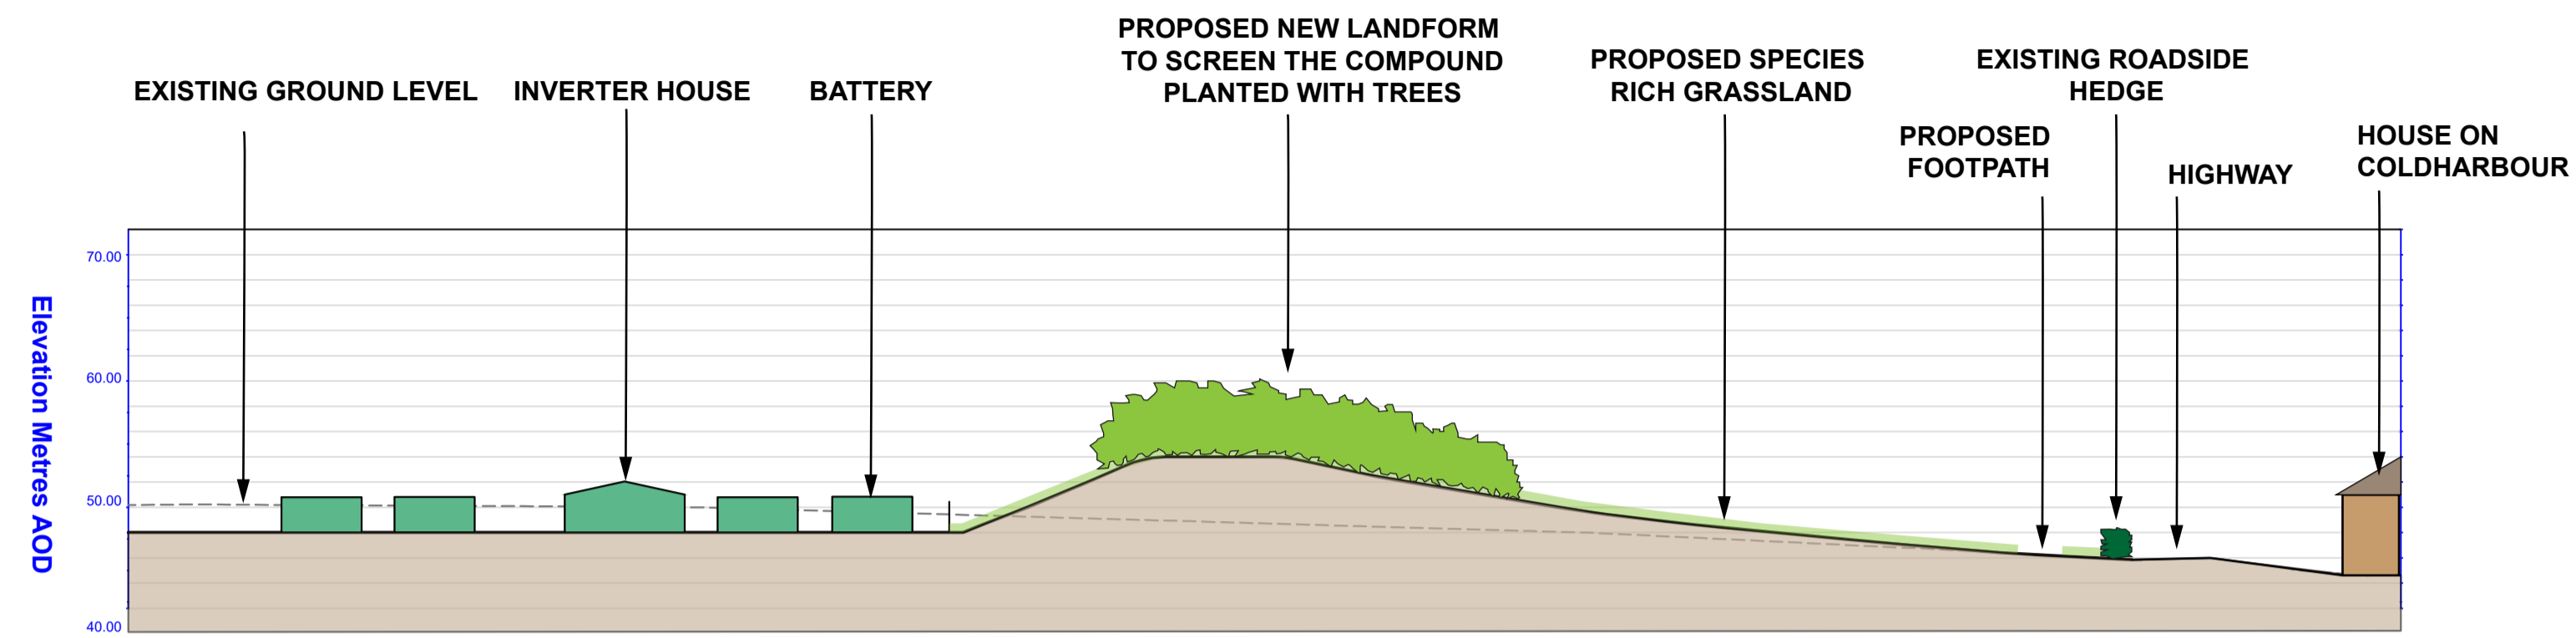 PROPOSED NEW LANDFORM
TO SCREEN THE COMPOUND
PLANTED WITH TREES
PROPOSED SPECIES
RICH GRASSLAND
EXISTING ROADSIDE
HEDGE
EXISTING GROUND LEVEL
INVERTER HOUSE
BATTERY
PROPOSED
FOOTPATH
HIGHWAY
HOUSE ON
COLDHARBOUR
70.00
60.00
50.00
40.00
Elevation Metres AOD